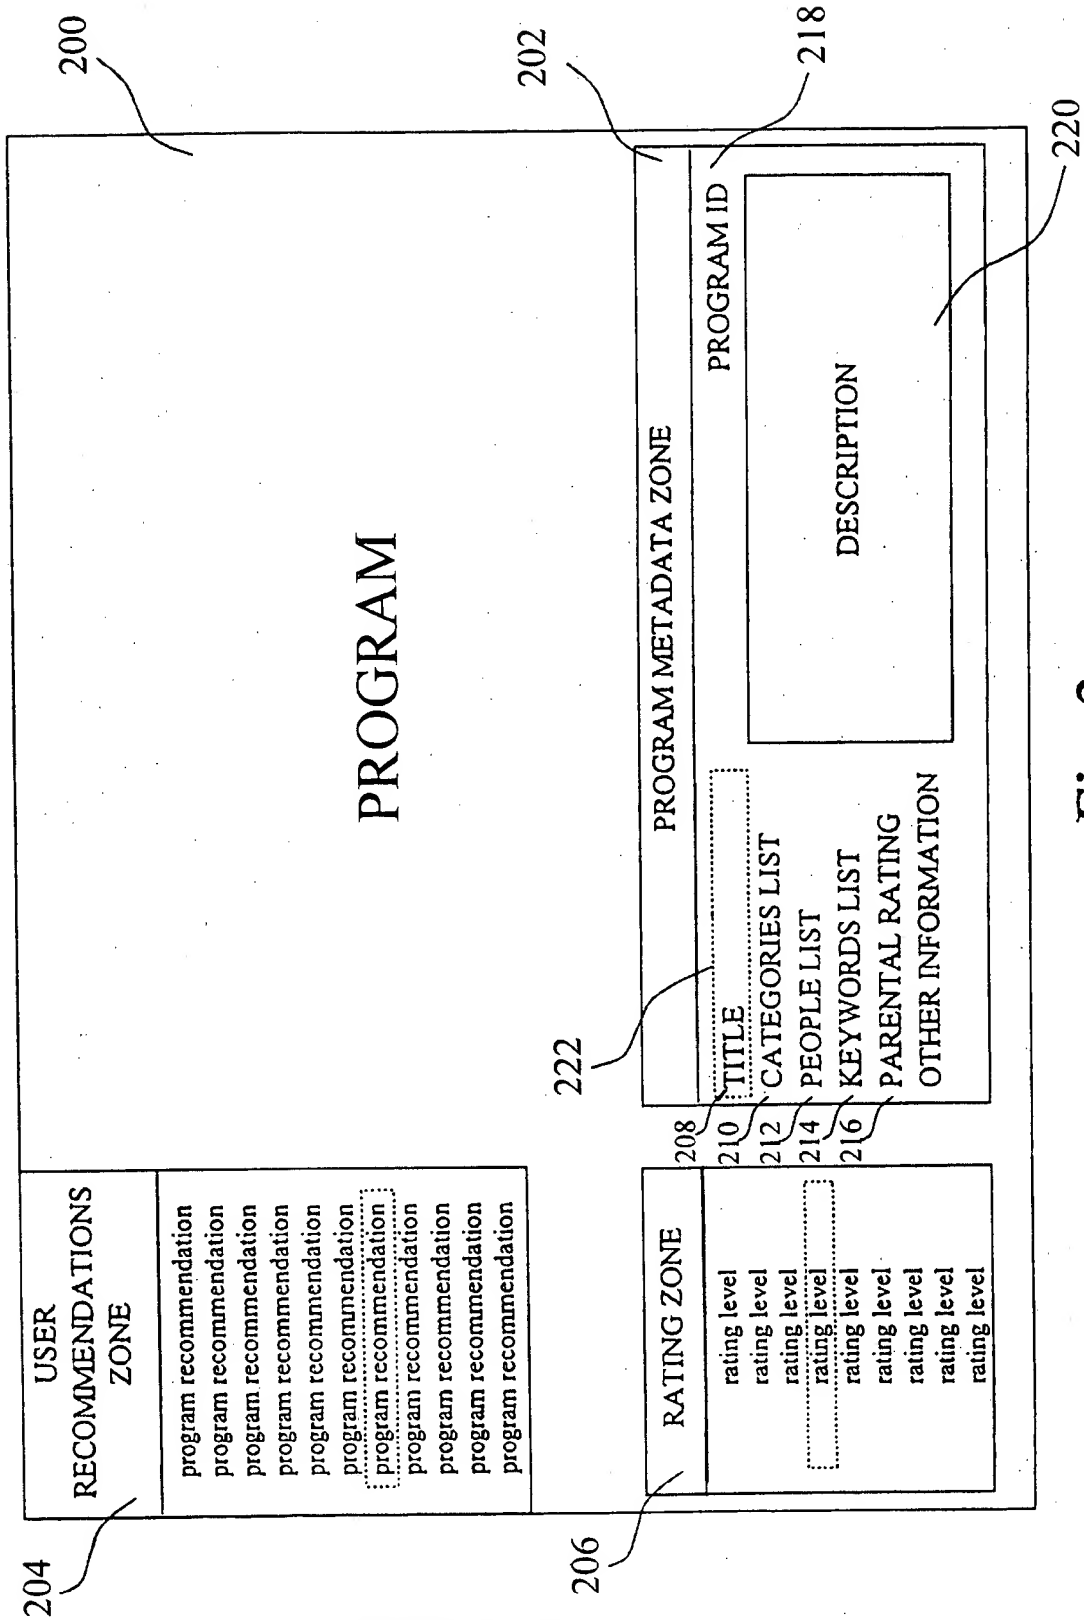 200
204
USER
RECOMMENDATIONS
ZONE
program recommendation
program recommendation
program recommendation
program recommendation
program recommendation
program recommendation
program recommendation
program recommendation
program recommendation
program recommendation
program recommendation
PROGRAM
206
RATING ZONE
rating level
rating level
rating level
rating level
rating level
rating level
rating level
rating level
rating level
222
202
PROGRAM METADATA ZONE
208 TITLE
210 CATEGORIES LIST
212 PEOPLE LIST
214 KEYWORDS LIST
216 PARENTAL RATING
OTHER INFORMATION
PROGRAM ID
218
DESCRIPTION
220